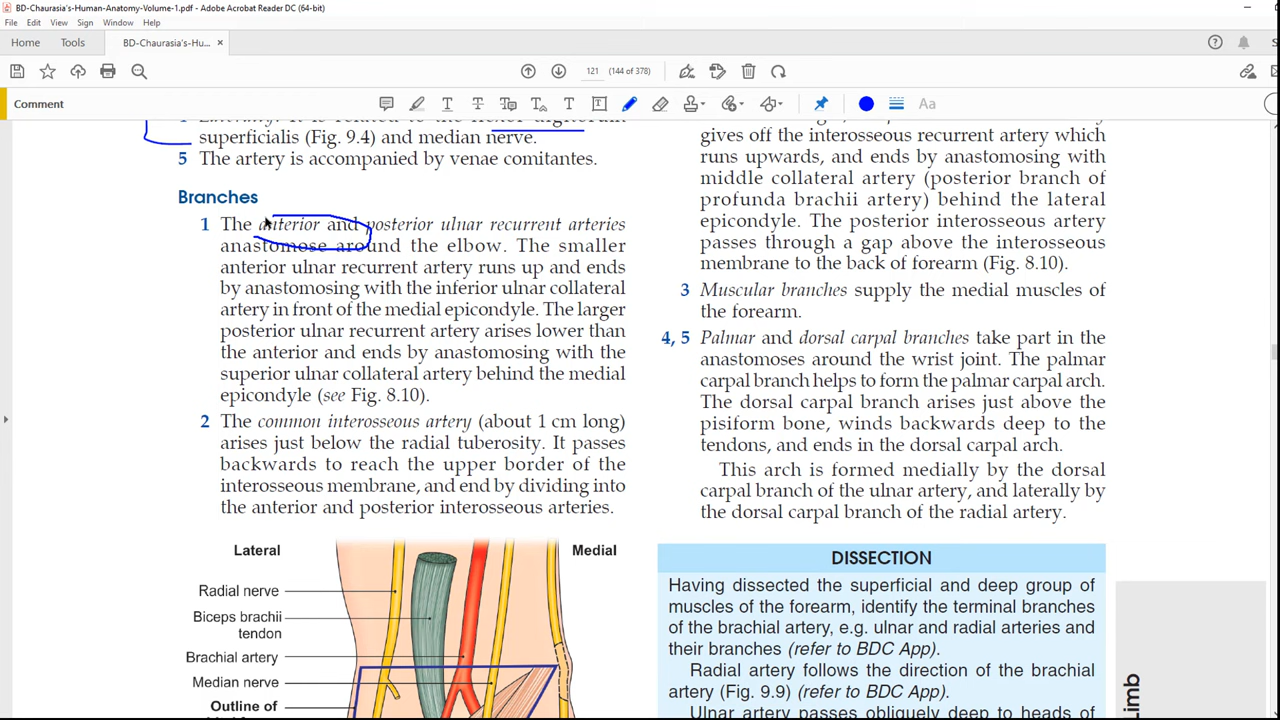 BD-Chaurasia's-Human-Anatomy-Volume-1.pdf - Adobe Acrobat Reader DC (64-bit)
File Edit View Sign Window Help
Home Tools BD-Chaurasia's-Hu... ×
121 (144 of 378)
Comment
Aa
superficialis (Fig. 9.4) and median nerve.
5 The artery is accompanied by venae comitantes.
Branches
1 The anterior and posterior ulnar recurrent arteries
anastomose around the elbow. The smaller
anterior ulnar recurrent artery runs up and ends
by anastomosing with the inferior ulnar collateral
artery in front of the medial epicondyle. The larger
posterior ulnar recurrent artery arises lower than
the anterior and ends by anastomosing with the
superior ulnar collateral artery behind the medial
epicondyle (see Fig. 8.10).
2 The common interosseous artery (about 1 cm long)
arises just below the radial tuberosity. It passes
backwards to reach the upper border of the
interosseous membrane, and end by dividing into
the anterior and posterior interosseous arteries.
Lateral Medial
Radial nerve
Biceps brachii
tendon
Brachial artery
Median nerve
Outline of
gives off the interosseous recurrent artery which
runs upwards, and ends by anastomosing with
middle collateral artery (posterior branch of
profunda brachii artery) behind the lateral
epicondyle. The posterior interosseous artery
passes through a gap above the interosseous
membrane to the back of forearm (Fig. 8.10).
3 Muscular branches supply the medial muscles of
the forearm.
4, 5 Palmar and dorsal carpal branches take part in the
anastomoses around the wrist joint. The palmar
carpal branch helps to form the palmar carpal arch.
The dorsal carpal branch arises just above the
pisiform bone, winds backwards deep to the
tendons, and ends in the dorsal carpal arch.
This arch is formed medially by the dorsal
carpal branch of the ulnar artery, and laterally by
the dorsal carpal branch of the radial artery.
DISSECTION
Having dissected the superficial and deep group of
muscles of the forearm, identify the terminal branches
of the brachial artery, e.g. ulnar and radial arteries and
their branches (refer to BDC App).
Radial artery follows the direction of the brachial
artery (Fig. 9.9) (refer to BDC App).
Ulnar artery passes obliquely deep to heads of
Limb